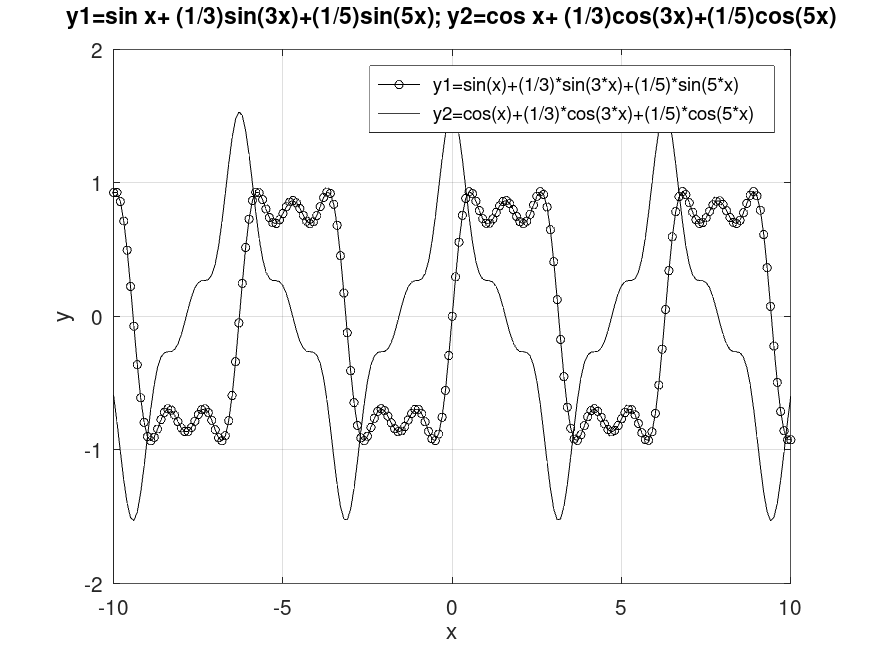 y1=sin x+ (1/3)sin(3x)+(1/5)sin(5x); y2=cos x+ (1/3)cos(3x)+(1/5)cos(5x)
y1=sin(x)+(1/3)*sin(3*x)+(1/5)*sin(5*x)
y2=cos(x)+(1/3)*cos(3*x)+(1/5)*cos(5*x)
2
1
0
-1
-2
y
-10 -5 0 5 10
x